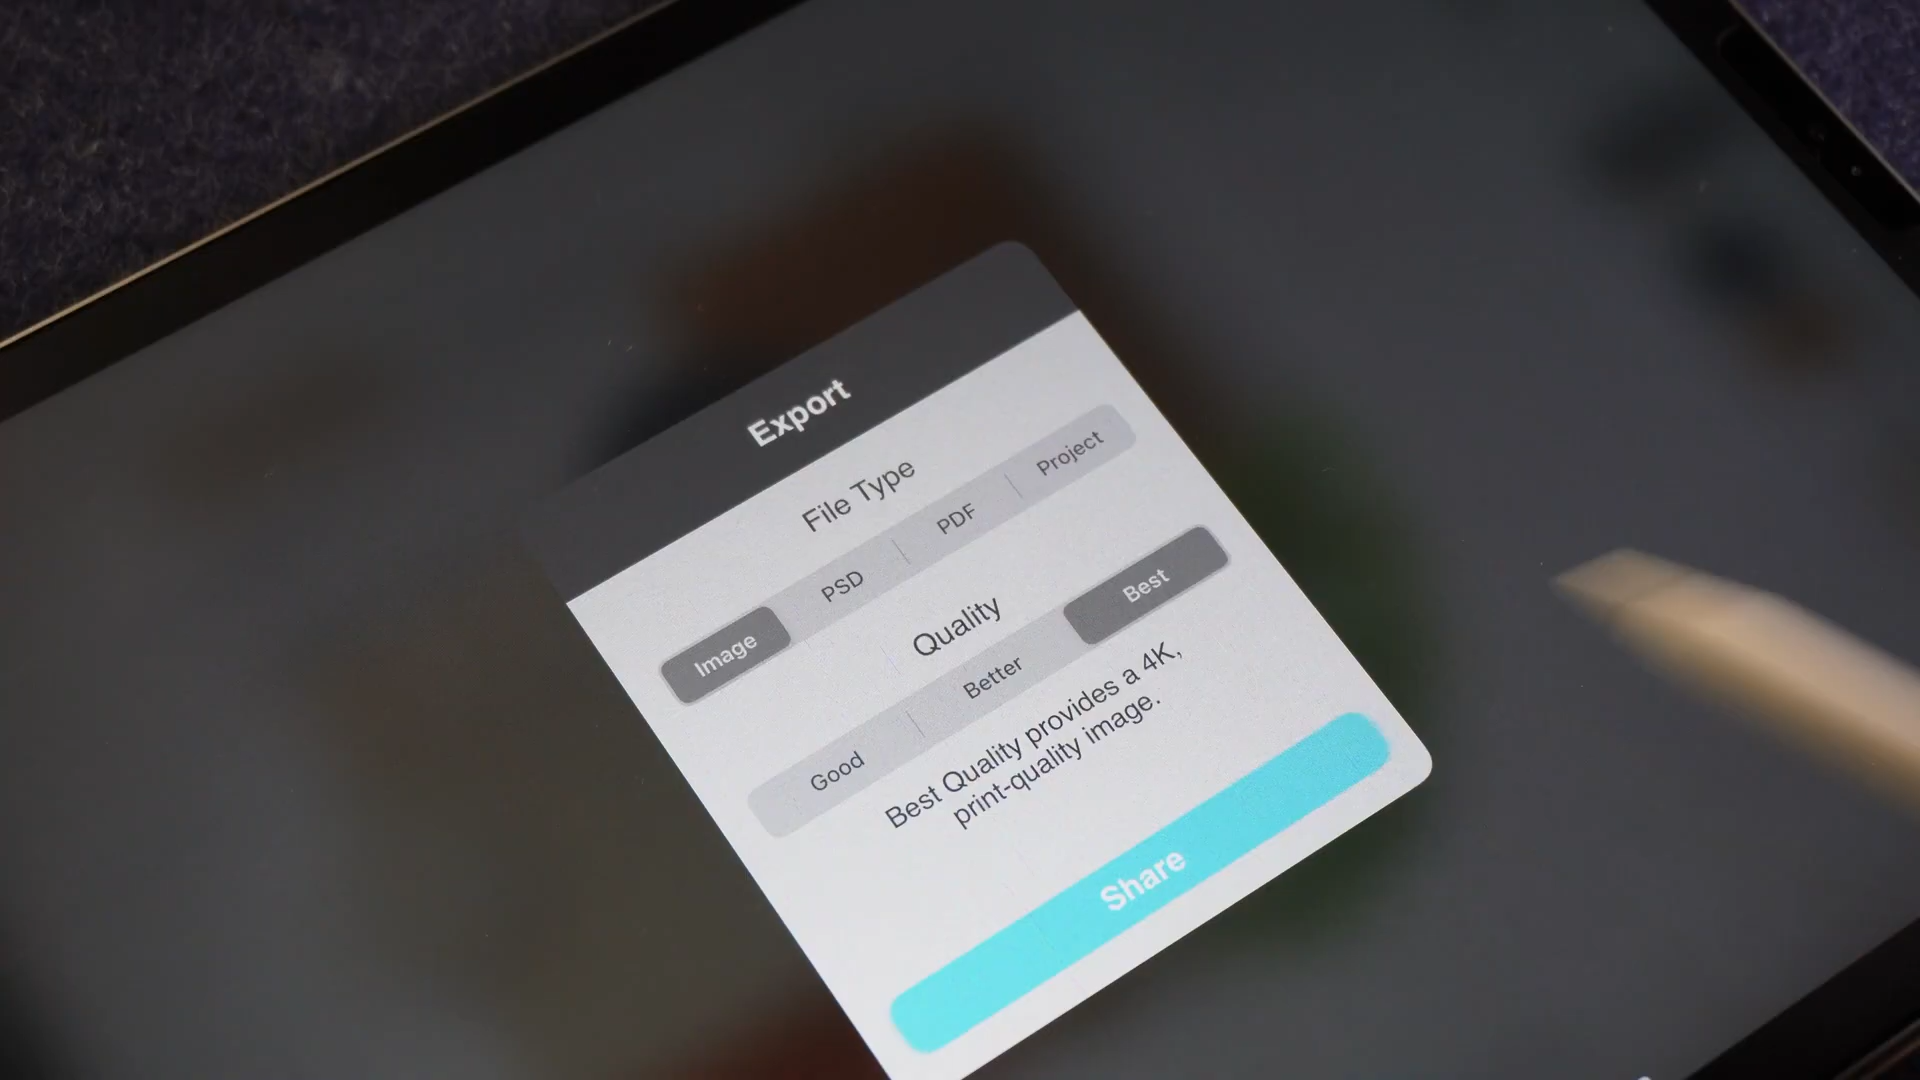 Export
File Type
Image PSD PDF Project
Quality
Good Better Best
Best Quality provides a 4K,
print-quality image.
Share